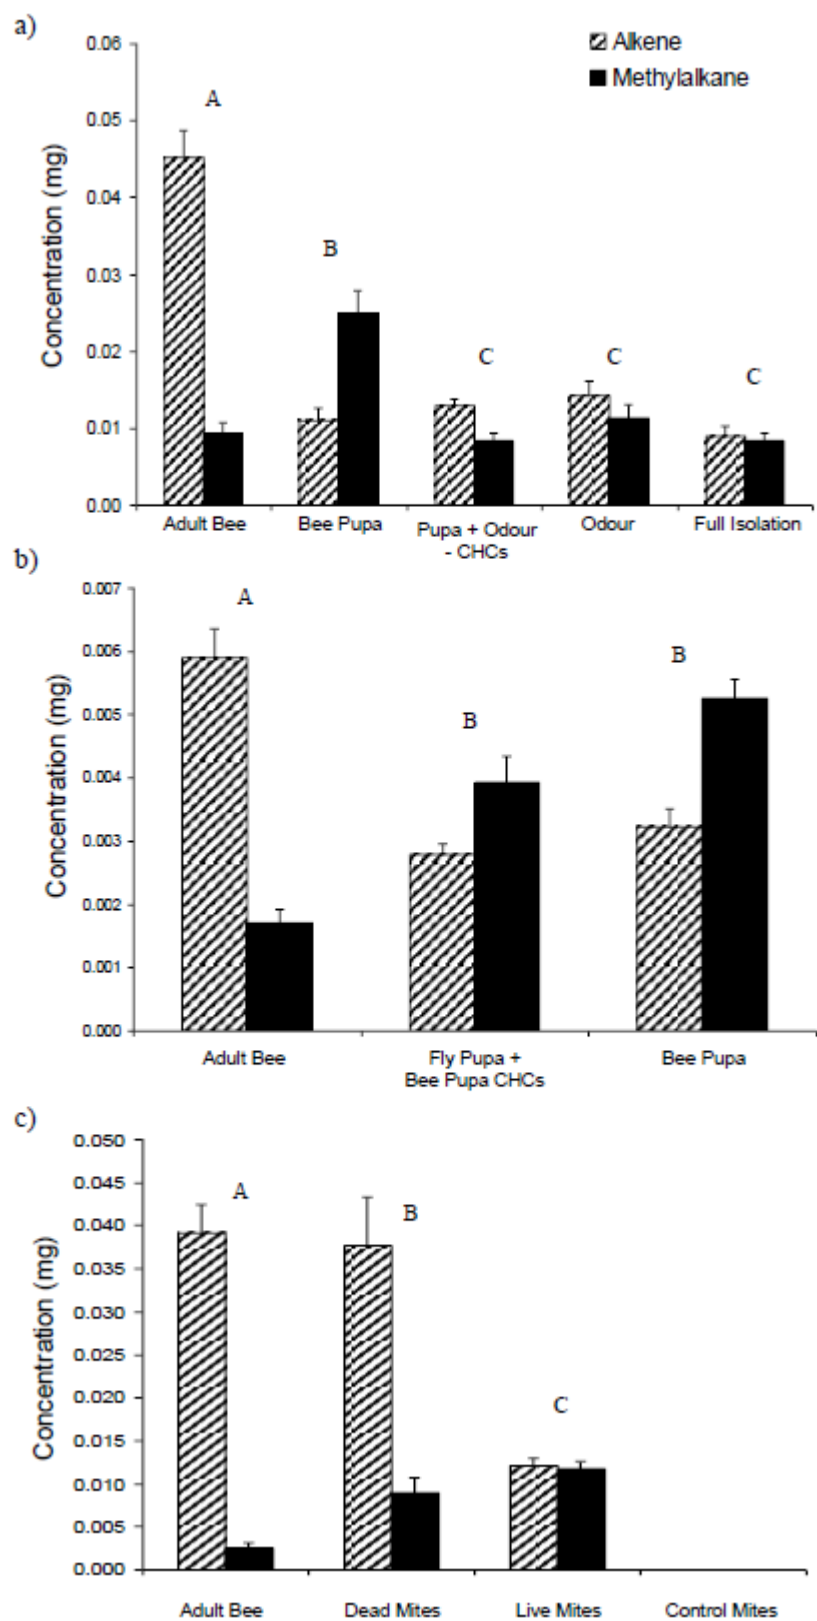 a)
Alkene
Methylalkane
Concentration (mg)
0.06
0.05
0.04
0.03
0.02
0.01
0.00
A
B
C
C
C
Adult Bee Bee Pupa Pupa + Odour Odour Full Isolation
- CHCs
b)
Concentration (mg)
0.007
0.006
0.005
0.004
0.003
0.002
0.001
0.000
A
B
B
Adult Bee Fly Pupa + Bee Pupa
Bee Pupa CHCs
c)
Concentration (mg)
0.050
0.045
0.040
0.035
0.030
0.025
0.020
0.015
0.010
0.005
0.000
A
B
C
Adult Bee Dead Mites Live Mites Control Mites